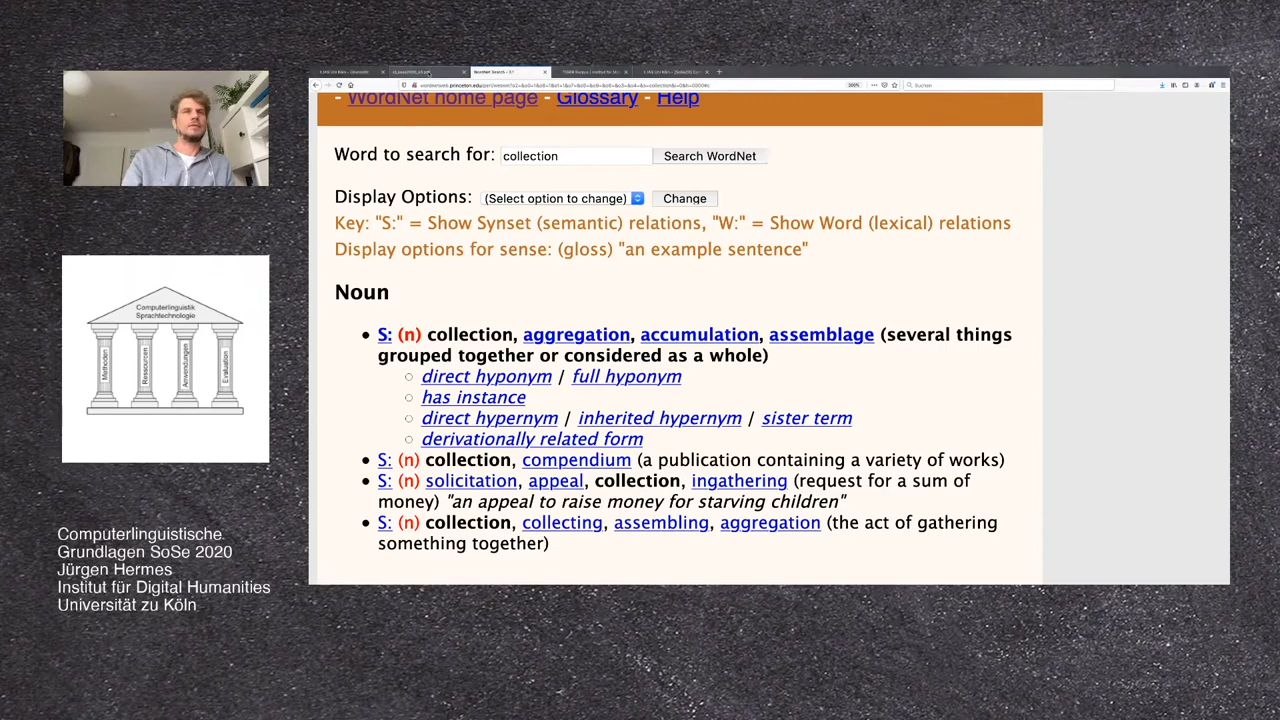 - WordNet home page - Glossary - Help
Word to search for: collection Search WordNet
Display Options: (Select option to change) Change
Key: "S:" = Show Synset (semantic) relations, "W:" = Show Word (lexical) relations
Display options for sense: (gloss) "an example sentence"
Noun
S: (n) collection, aggregation, accumulation, assemblage (several things
grouped together or considered as a whole)
direct hyponym / full hyponym
has instance
direct hypernym / inherited hypernym / sister term
derivationally related form
S: (n) collection, compendium (a publication containing a variety of works)
S: (n) solicitation, appeal, collection, ingathering (request for a sum of
money) "an appeal to raise money for starving children"
S: (n) collection, collecting, assembling, aggregation (the act of gathering
something together)
Computerlinguistik
Sprachtechnologie
Methoden
Ressourcen
Anwendungen
Evaluation
Computerlinguistische
Grundlagen SoSe 2020
Jürgen Hermes
Institut für Digital Humanities
Universität zu Köln